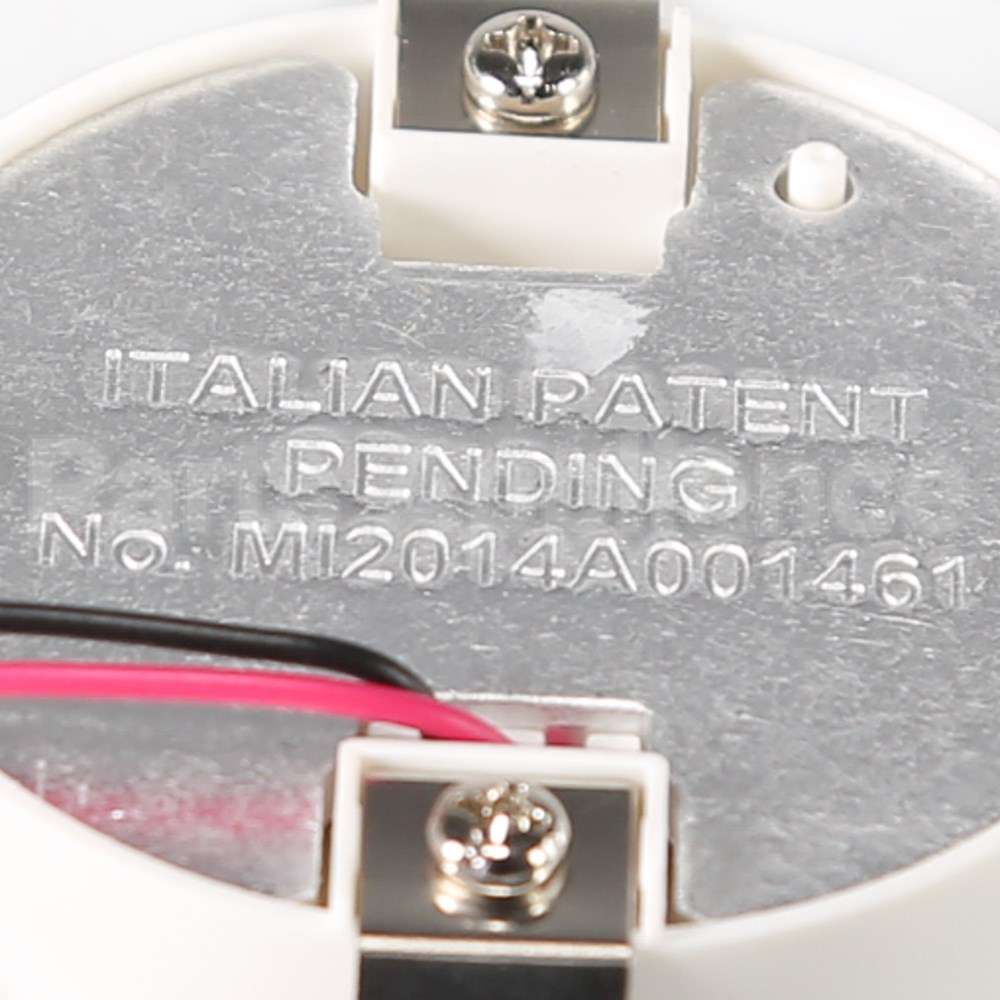 ITALIAN PATENT
PENDING
No. MI2014A001461